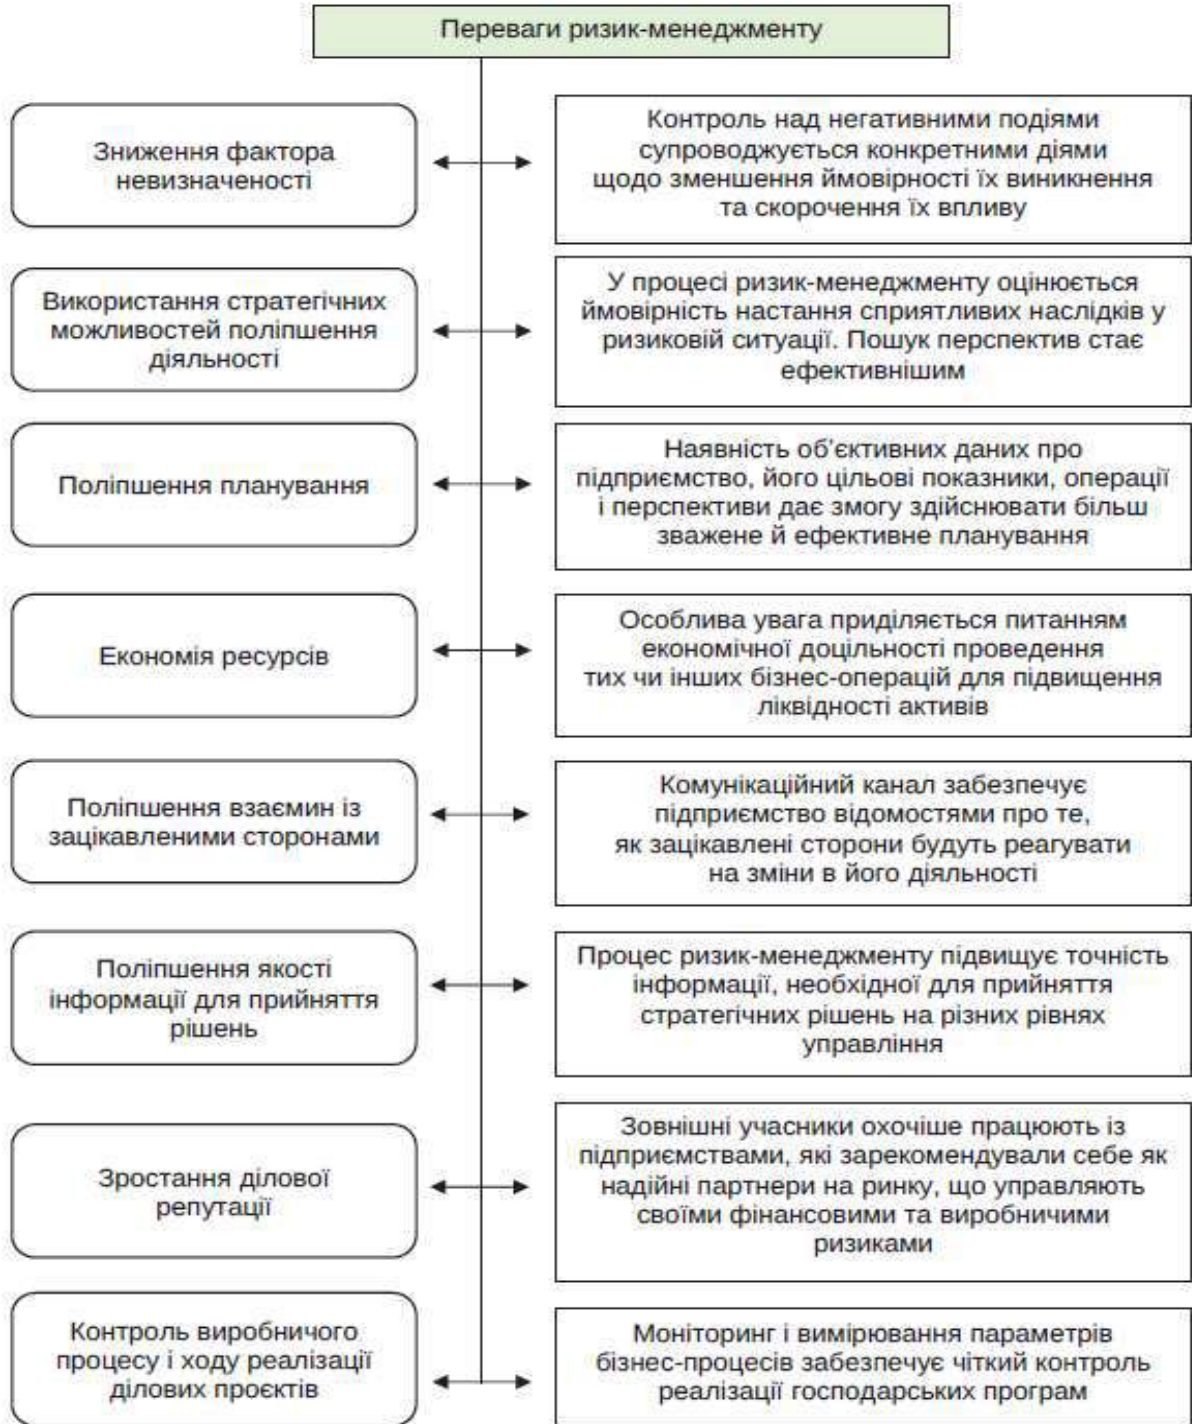 Переваги ризик-менеджменту
Зниження фактора
невизначеності
Контроль над негативними подіями
супроводжується конкретними діями
щодо зменшення ймовірності їх виникнення
та скорочення їх впливу
Використання стратегічних
можливостей поліпшення
діяльності
У процесі ризик-менеджменту оцінюється
ймовірність настання сприятливих наслідків у
ризиковій ситуації. Пошук перспектив стає
ефективнішим
Поліпшення планування
Наявність об’єктивних даних про
підприємство, його цільові показники, операції
і перспективи дає змогу здійснювати більш
зважене й ефективне планування
Економія ресурсів
Особлива увага приділяється питанням
економічної доцільності проведення
тих чи інших бізнес-операцій для підвищення
ліквідності активів
Поліпшення взаємин із
зацікавленими сторонами
Комунікаційний канал забезпечує
підприємство відомостями про те,
як зацікавлені сторони будуть реагувати
на зміни в його діяльності
Поліпшення якості
інформації для прийняття
рішень
Процес ризик-менеджменту підвищує точність
інформації, необхідної для прийняття
стратегічних рішень на різних рівнях
управління
Зростання ділової
репутації
Зовнішні учасники охочіше працюють із
підприємствами, які зарекомендували себе як
надійні партнери на ринку, що управляють
своїми фінансовими та виробничими
ризиками
Контроль виробничого
процесу і ходу реалізації
ділових проєктів
Моніторинг і вимірювання параметрів
бізнес-процесів забезпечує чіткий контроль
реалізації господарських програм